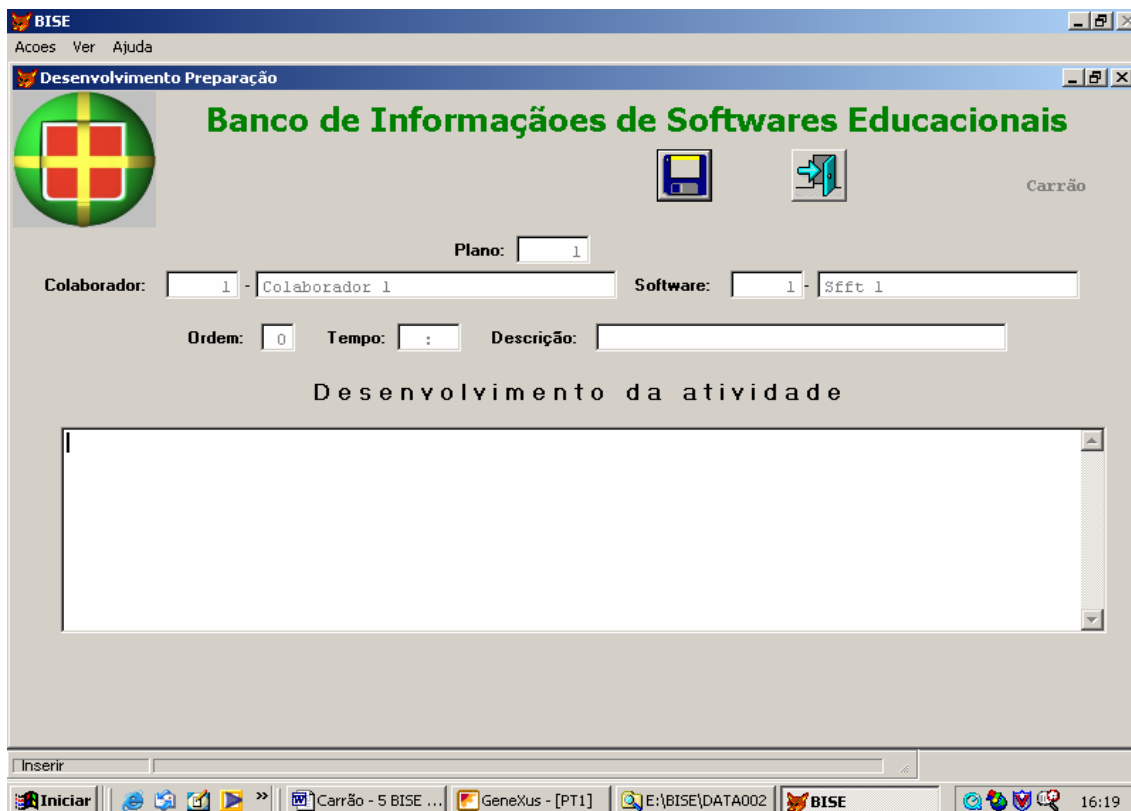 BISE
Acoes Ver Ajuda
Desenvolvimento Preparação
Banco de Informaçãoes de Softwares Educacionais
Carrão
Plano: 1
Colaborador: 1 - Colaborador 1 Software: 1 - Sfft 1
Ordem: 0 Tempo: : Descrição:
Desenvolvimento da atividade
Inserir
Iniciar » Carrão - 5 BISE ... GeneXus - [PT1] E:\BISE\DATA002 BISE 16:19